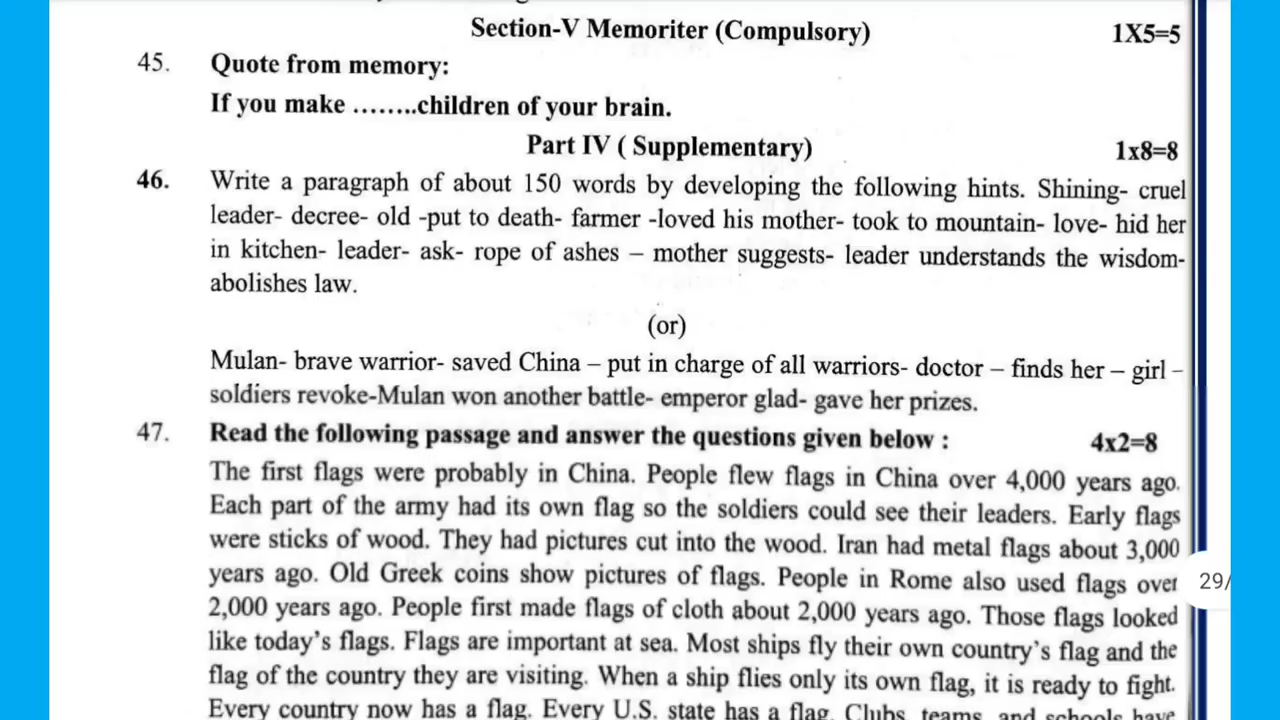 Section-V Memoriter (Compulsory) 1X5=5
45. Quote from memory:
If you make ........children of your brain.
Part IV ( Supplementary) 1x8=8
46. Write a paragraph of about 150 words by developing the following hints. Shining- cruel
leader- decree- old -put to death- farmer -loved his mother- took to mountain- love- hid her
in kitchen- leader- ask- rope of ashes – mother suggests- leader understands the wisdom-
abolishes law.
(or)
Mulan- brave warrior- saved China – put in charge of all warriors- doctor – finds her – girl –
soldiers revoke-Mulan won another battle- emperor glad- gave her prizes.
47. Read the following passage and answer the questions given below : 4x2=8
The first flags were probably in China. People flew flags in China over 4,000 years ago.
Each part of the army had its own flag so the soldiers could see their leaders. Early flags
were sticks of wood. They had pictures cut into the wood. Iran had metal flags about 3,000
years ago. Old Greek coins show pictures of flags. People in Rome also used flags over
2,000 years ago. People first made flags of cloth about 2,000 years ago. Those flags looked
like today's flags. Flags are important at sea. Most ships fly their own country's flag and the
flag of the country they are visiting. When a ship flies only its own flag, it is ready to fight.
Every country now has a flag. Every U.S. state has a flag. Clubs, teams, and schools have
29/